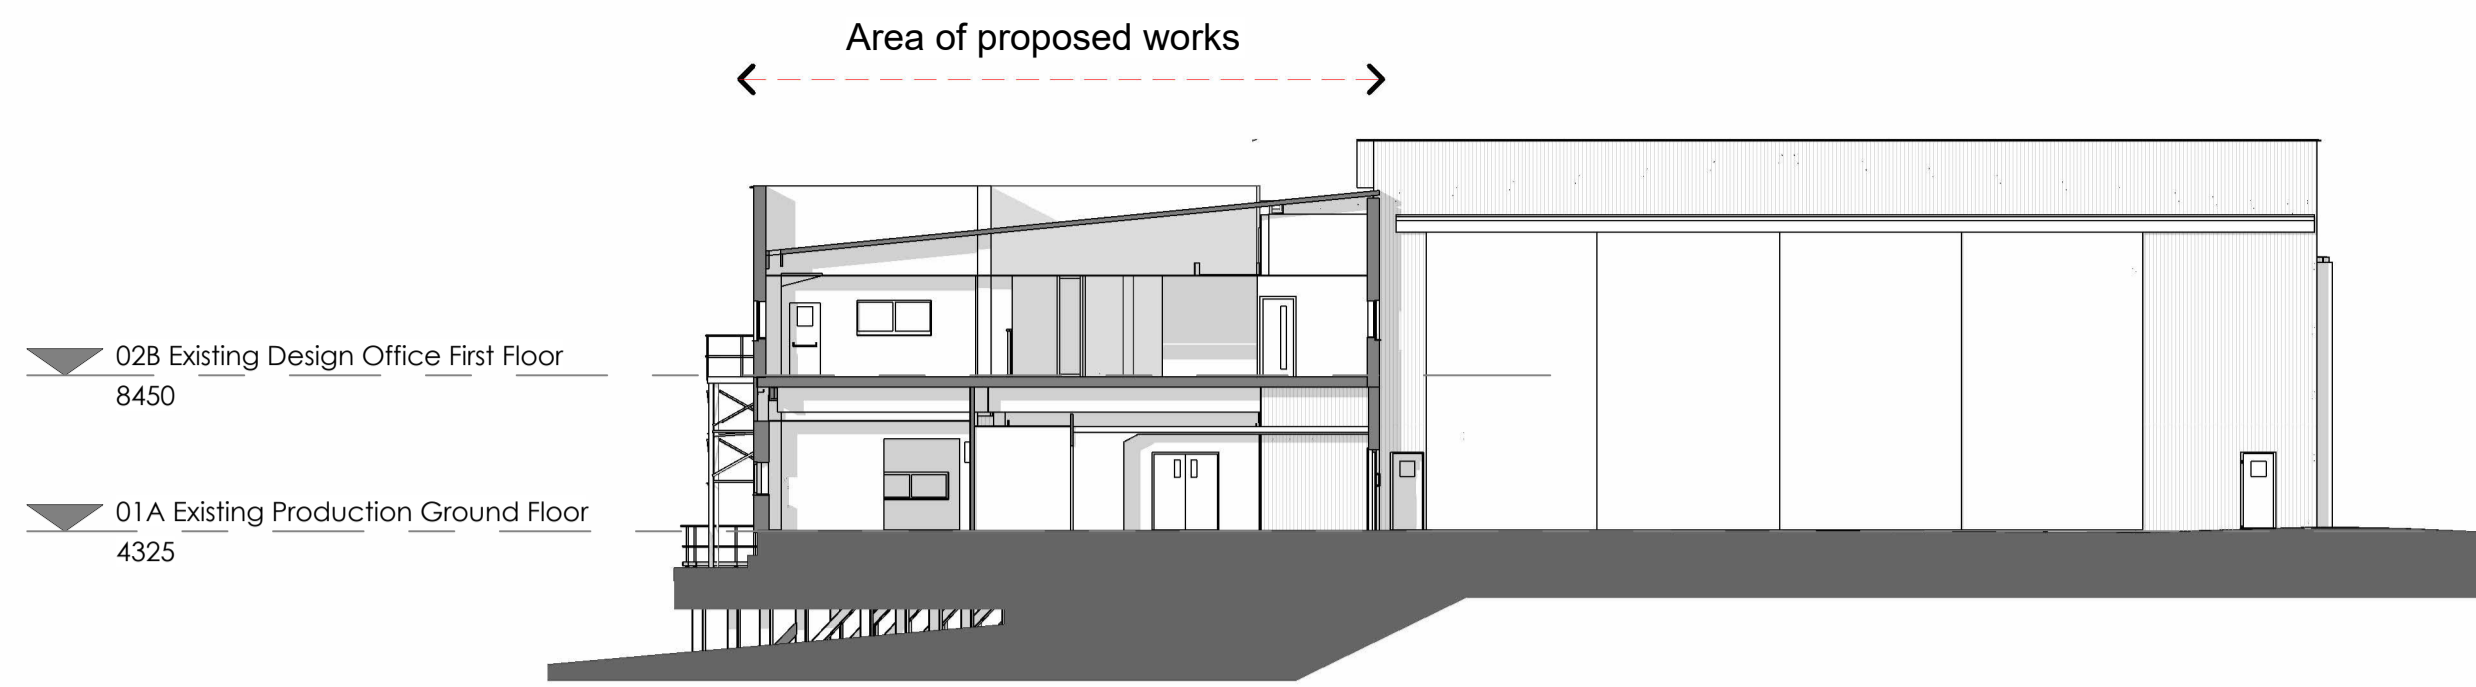 Area of proposed works
02B Existing Design Office First Floor
8450
01A Existing Production Ground Floor
4325